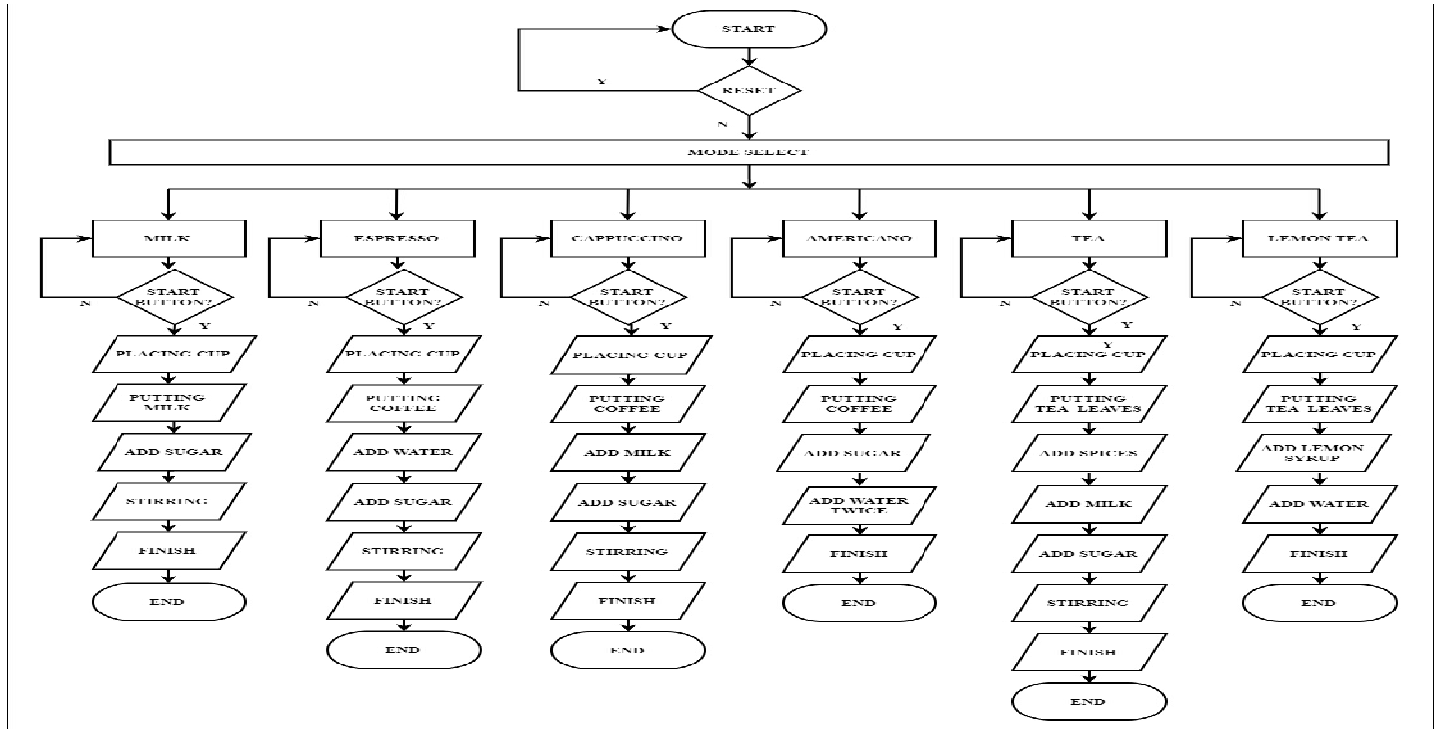 START
Y
RESET
N
MODE SELECT
MILK
START
BUTTON?
N
Y
PLACING CUP
PUTTING
MILK
ADD SUGAR
STIRRING
FINISH
END
ESPRESSO
START
BUTTON?
N
Y
PLACING CUP
PUTTING
COFFEE
ADD WATER
ADD SUGAR
STIRRING
FINISH
END
CAPPUCCINO
START
BUTTON?
N
Y
PLACING CUP
PUTTING
COFFEE
ADD MILK
ADD SUGAR
STIRRING
FINISH
END
AMERICANO
START
BUTTON?
N
Y
PLACING CUP
PUTTING
COFFEE
ADD SUGAR
ADD WATER
TWICE
FINISH
END
TEA
START
BUTTON?
N
Y
Y
PLACING CUP
PUTTING
TEA LEAVES
ADD SPICES
ADD MILK
ADD SUGAR
STIRRING
FINISH
END
LEMON TEA
START
BUTTON?
N
Y
PLACING CUP
PUTTING
TEA LEAVES
ADD LEMON
SYRUP
ADD WATER
FINISH
END